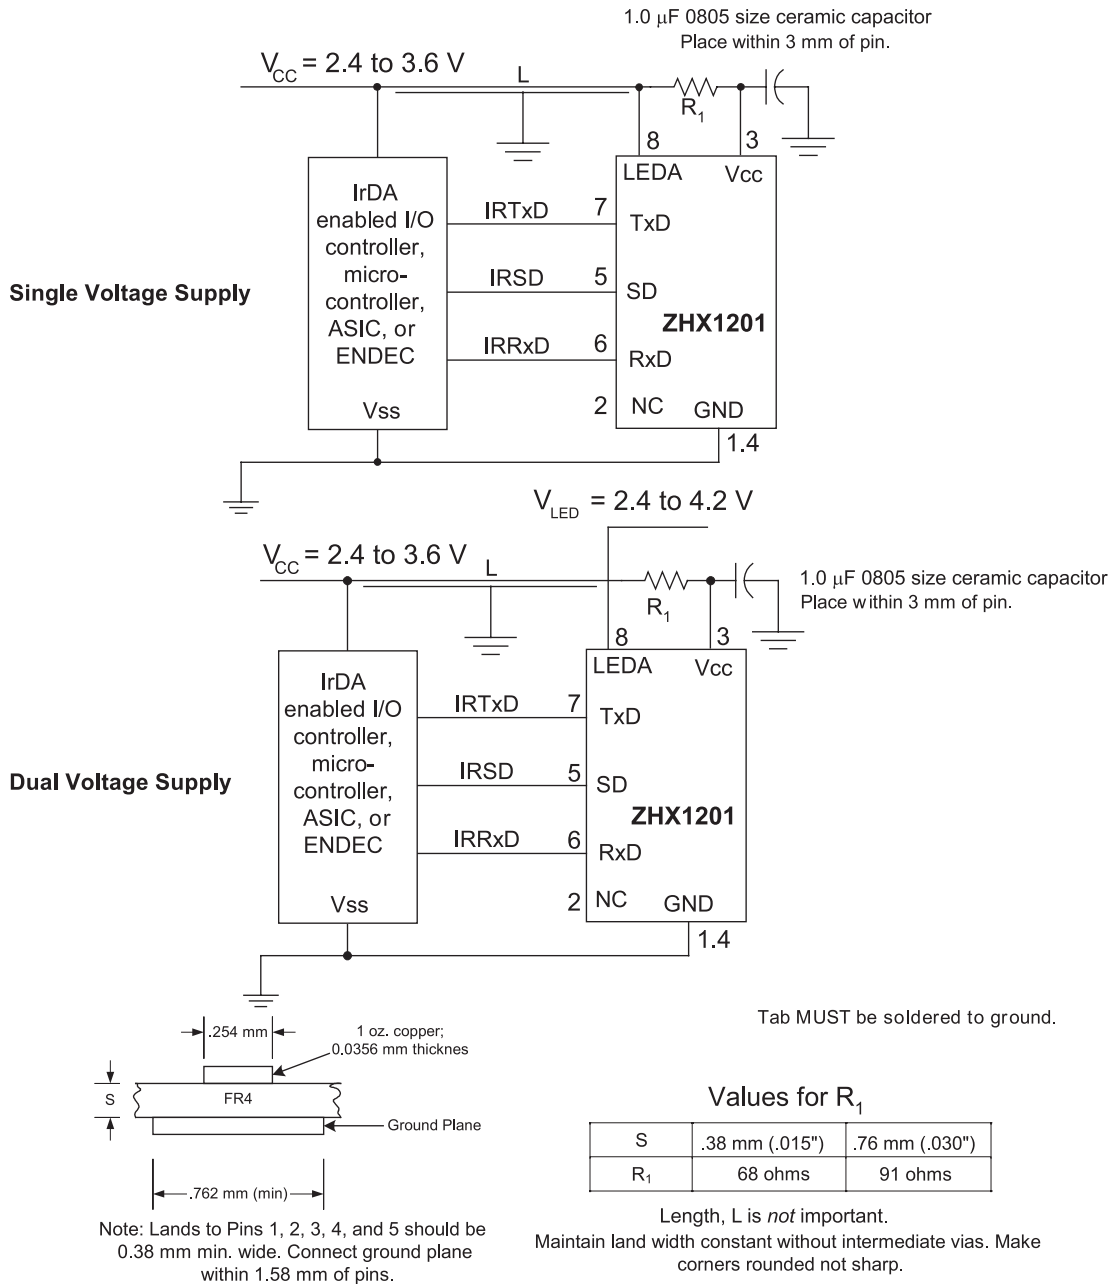 1.0 μF 0805 size ceramic capacitor
Place within 3 mm of pin.
VCC = 2.4 to 3.6 V
L
R1
8
3
LEDA
Vcc
IrDA
enabled I/O
controller,
micro-
controller,
ASIC, or
ENDEC
Vss
IRTxD
7
TxD
IRSD
5
SD
Single Voltage Supply
ZHX1201
IRRxD
6
RxD
2
NC
GND
1.4
VLED = 2.4 to 4.2 V
VCC = 2.4 to 3.6 V
L
1.0 μF 0805 size ceramic capacitor
Place within 3 mm of pin.
R1
8
3
LEDA
Vcc
IrDA
enabled I/O
controller,
micro-
controller,
ASIC, or
ENDEC
Vss
IRTxD
7
TxD
IRSD
5
SD
Dual Voltage Supply
ZHX1201
IRRxD
6
RxD
2
NC
GND
1.4
Tab MUST be soldered to ground.
.254 mm
1 oz. copper;
0.0356 mm thicknes
S
FR4
Ground Plane
.762 mm (min)
Note: Lands to Pins 1, 2, 3, 4, and 5 should be
0.38 mm min. wide. Connect ground plane
within 1.58 mm of pins.
Values for R1
S .38 mm (.015") .76 mm (.030")
R1 68 ohms 91 ohms
Length, L is not important.
Maintain land width constant without intermediate vias. Make
corners rounded not sharp.